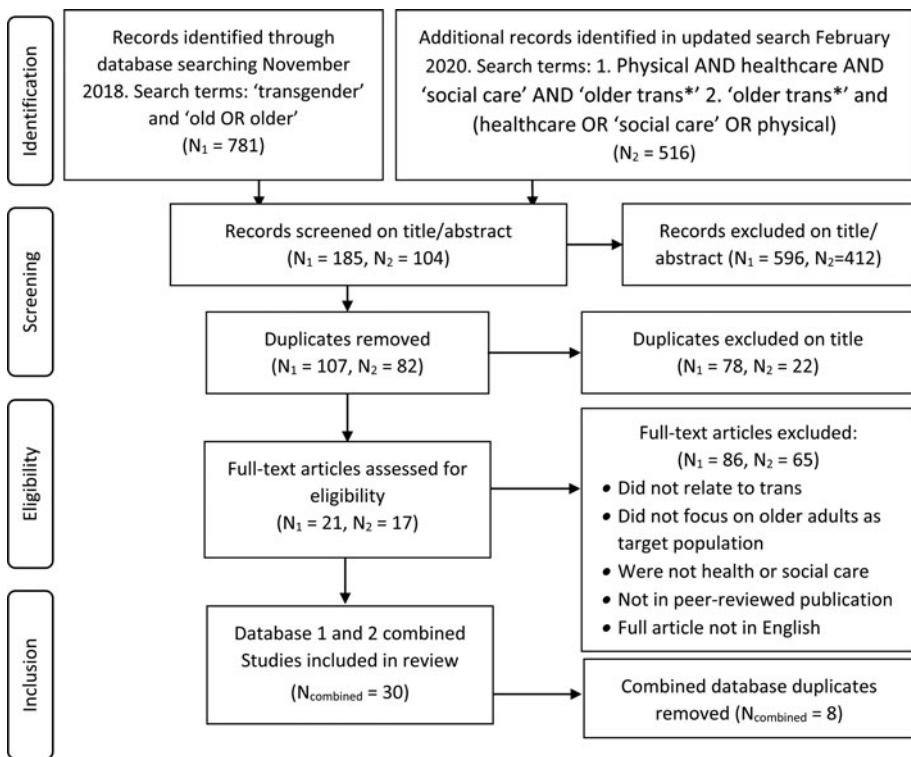 Identification
Records identified through
database searching November
2018. Search terms: ‘transgender’
and ‘old OR older’
(N₁ = 781)
Additional records identified in updated search February
2020. Search terms: 1. Physical AND healthcare AND
‘social care’ AND ‘older trans*’ 2. ‘older trans*’ and
(healthcare OR ‘social care’ OR physical)
(N₂ = 516)
Screening
Records screened on title/abstract
(N₁ = 185, N₂ = 104)
Records excluded on title/
abstract (N₁ = 596, N₂=412)
Duplicates removed
(N₁ = 107, N₂ = 82)
Duplicates excluded on title
(N₁ = 78, N₂ = 22)
Eligibility
Full-text articles assessed for
eligibility
(N₁ = 21, N₂ = 17)
Full-text articles excluded:
(N₁ = 86, N₂ = 65)
• Did not relate to trans
• Did not focus on older adults as
target population
• Were not health or social care
• Not in peer-reviewed publication
• Full article not in English
Inclusion
Database 1 and 2 combined
Studies included in review
(Ncombined = 30)
Combined database duplicates
removed (Ncombined = 8)